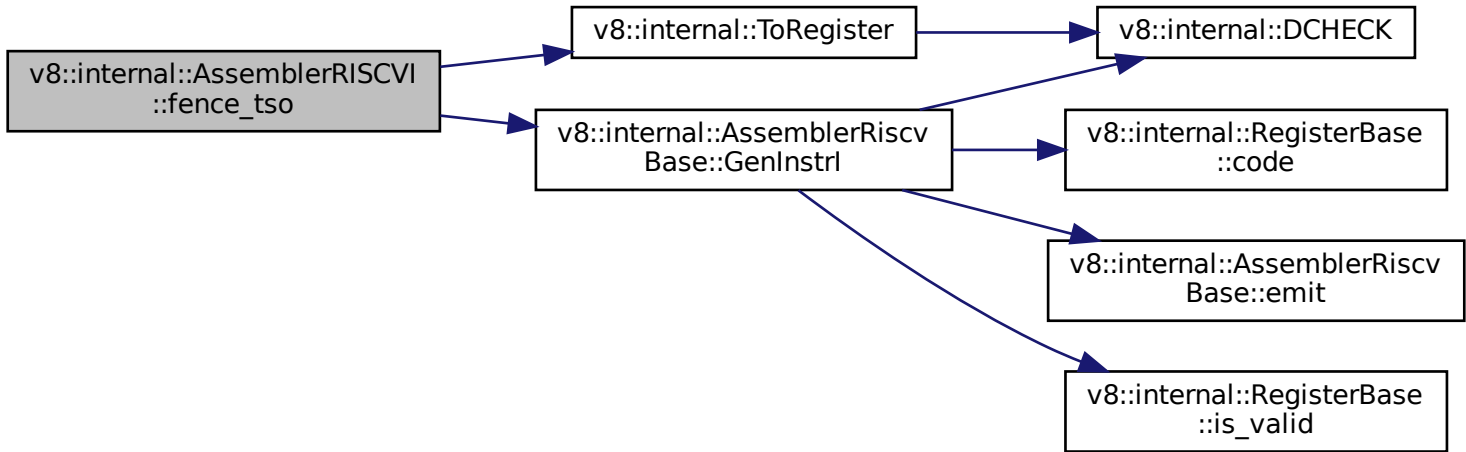 v8::internal::AssemblerRISCVI
::fence_tso
v8::internal::ToRegister
v8::internal::AssemblerRiscv
Base::GenInstrI
v8::internal::DCHECK
v8::internal::RegisterBase
::code
v8::internal::AssemblerRiscv
Base::emit
v8::internal::RegisterBase
::is_valid